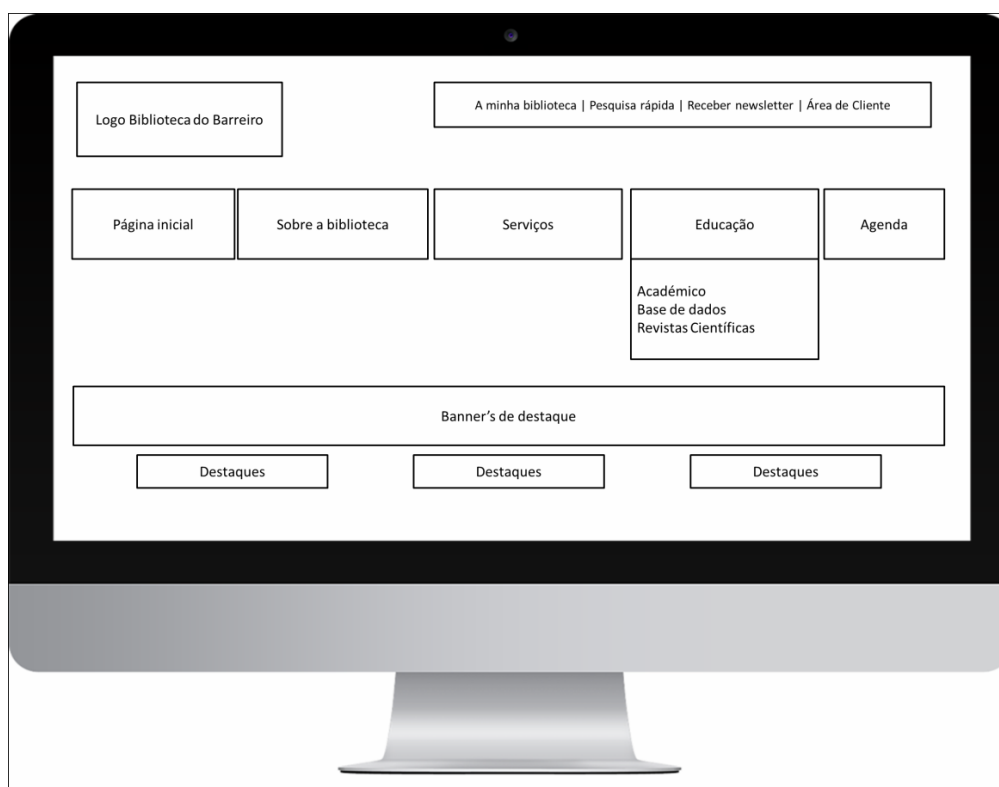 Logo Biblioteca do Barreiro
A minha biblioteca | Pesquisa rápida | Receber newsletter | Área de Cliente
Página inicial
Sobre a biblioteca
Serviços
Educação
Agenda
Académico
Base de dados
Revistas Científicas
Banner’s de destaque
Destaques
Destaques
Destaques